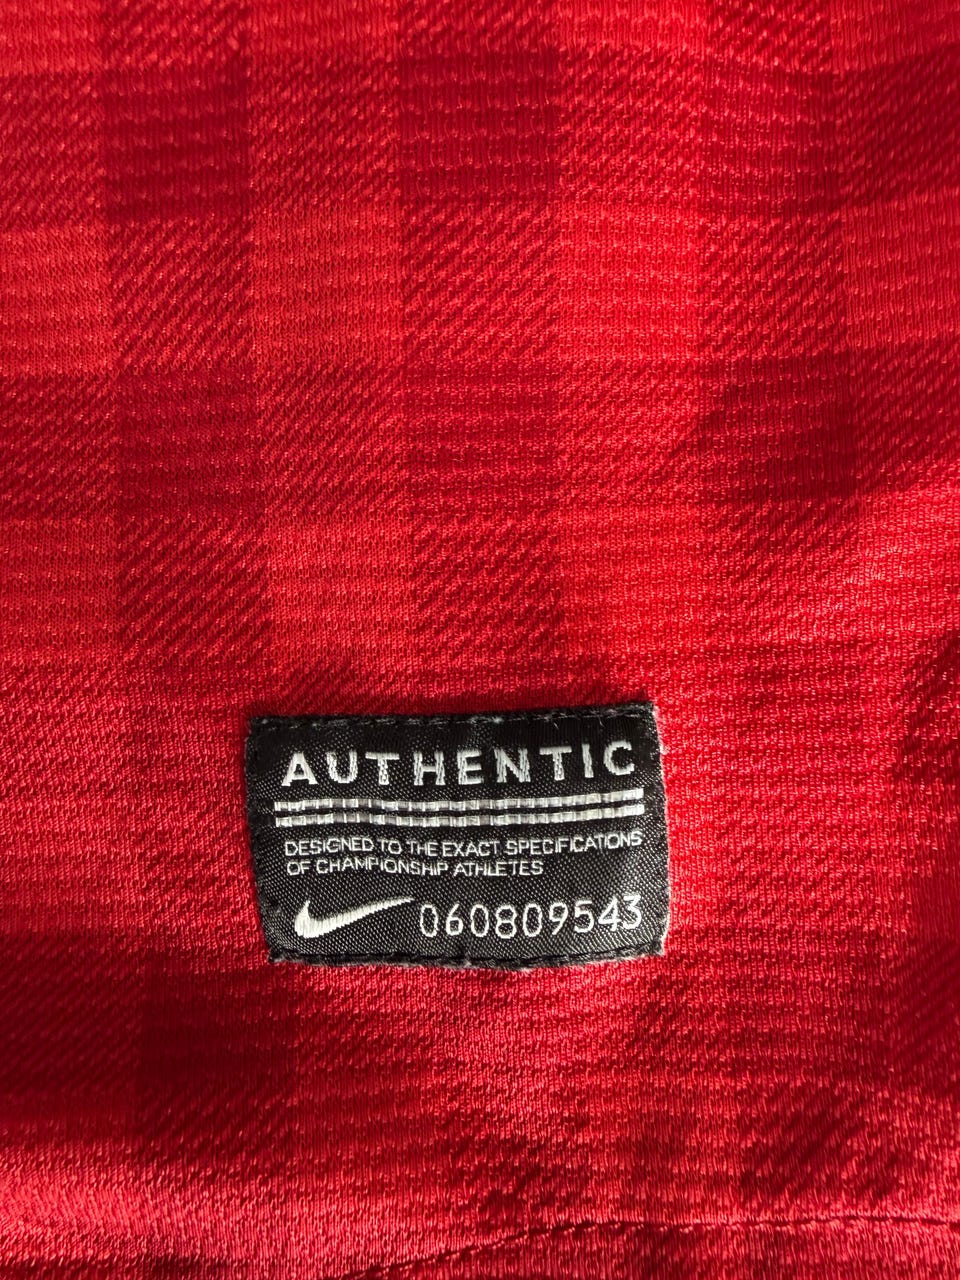 AUTHENTIC
DESIGNED TO THE EXACT SPECIFICATIONS
OF CHAMPIONSHIP ATHLETES
060809543